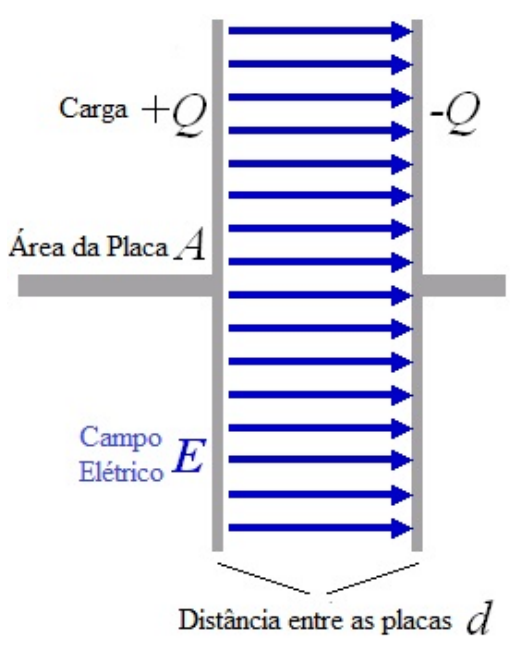 Carga +Q
-Q
Área da Placa A
Campo
Elétrico E
Distância entre as placas d